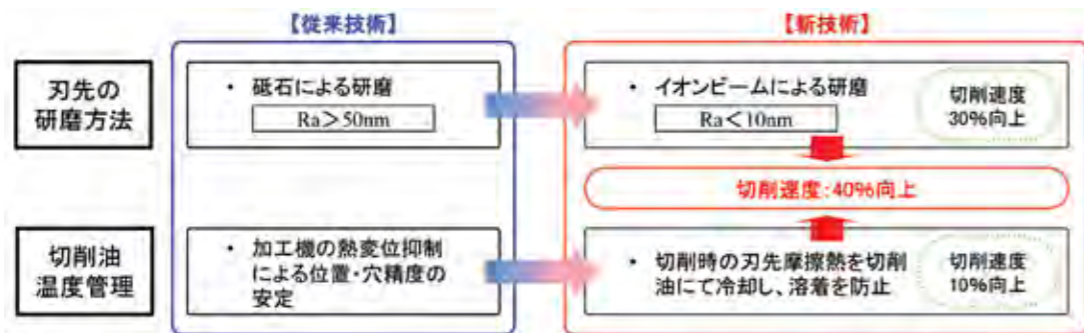 【従来技術】
【新技術】
刃先の
研磨方法
・ 砥石による研磨
Ra＞50nm
・ イオンビームによる研磨
Ra＜10nm
切削速度
30%向上
切削速度:40%向上
切削油
温度管理
・ 加工機の熱変位抑制
による位置・穴精度の
安定
・ 切削時の刃先摩擦熱を切削
油にて冷却し、溶着を防止
切削速度
10%向上